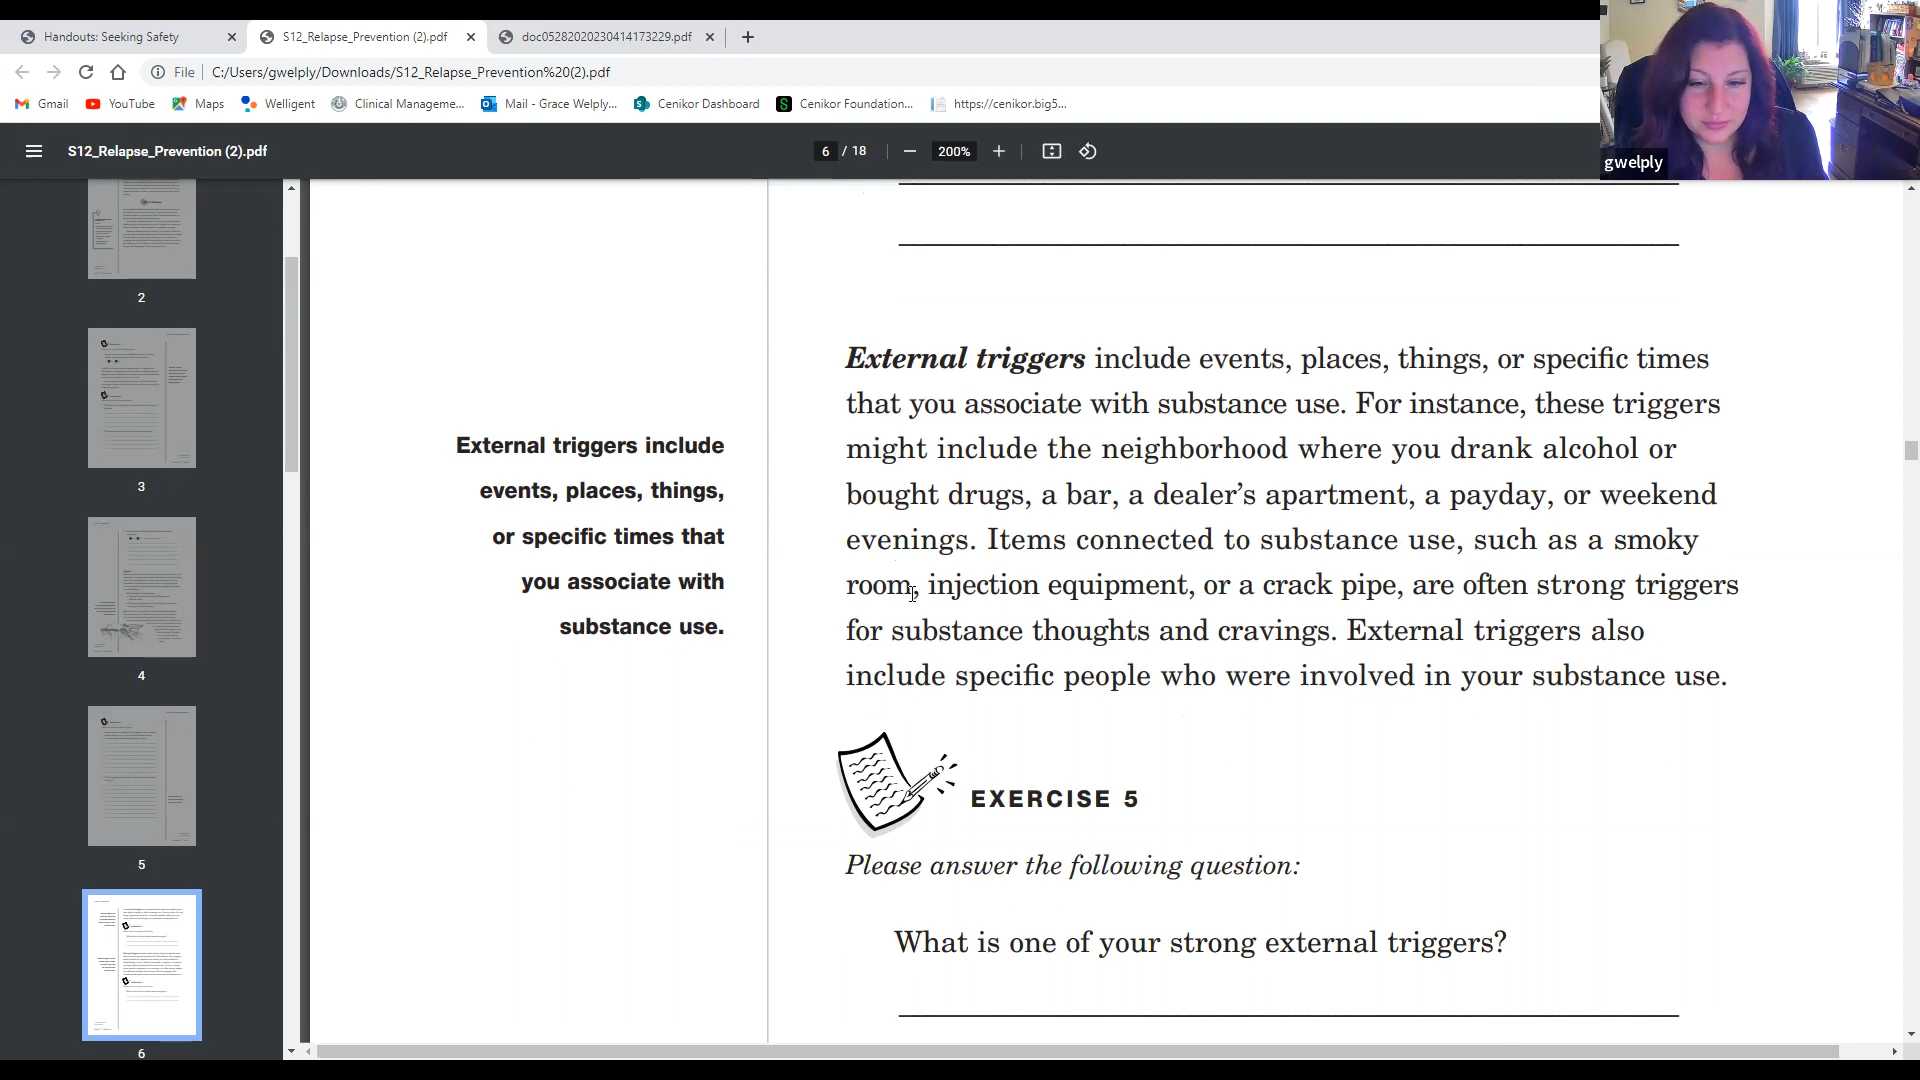 Handouts: Seeking Safety
S12_Relapse_Prevention (2).pdf
doc05282020230414173229.pdf
File
C:/Users/gwelply/Downloads/S12_Relapse_Prevention%20(2).pdf
Gmail
YouTube
Maps
Welligent
Clinical Manageme...
Mail - Grace Welply...
Cenikor Dashboard
Cenikor Foundation...
https://cenikor.big5...
gwelply
S12_Relapse_Prevention (2).pdf
6 / 18
200%
2
3
4
5
6
External triggers include
events, places, things,
or specific times that
you associate with
substance use.
External triggers include events, places, things, or specific times
that you associate with substance use. For instance, these triggers
might include the neighborhood where you drank alcohol or
bought drugs, a bar, a dealer’s apartment, a payday, or weekend
evenings. Items connected to substance use, such as a smoky
room, injection equipment, or a crack pipe, are often strong triggers
for substance thoughts and cravings. External triggers also
include specific people who were involved in your substance use.
EXERCISE 5
Please answer the following question:
What is one of your strong external triggers?